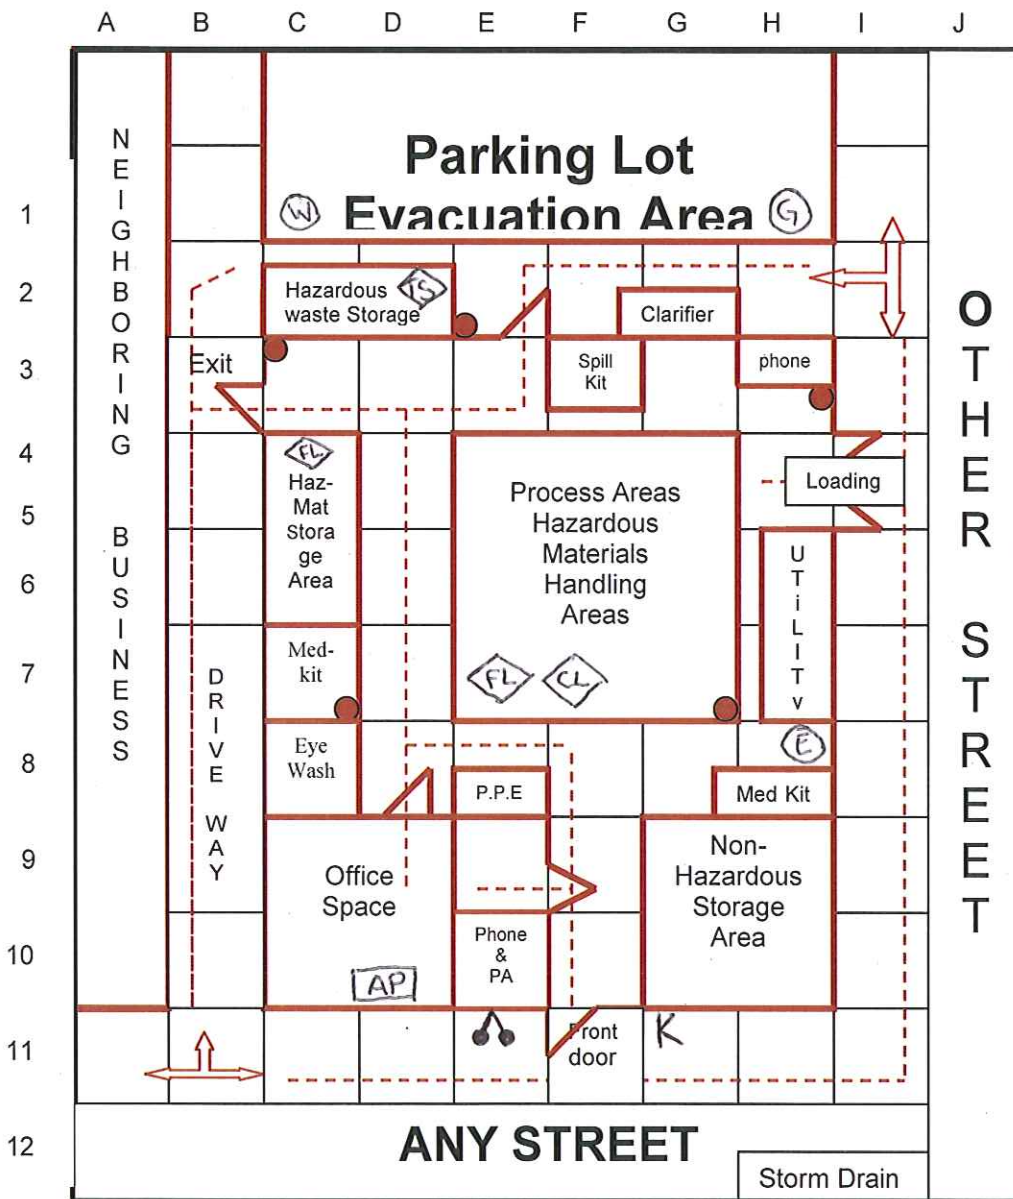 A B C D E F G H I J
NEIGHBORING BUSINESS
Parking Lot
Evacuation Area
W
G
1
2
Hazardous
waste Storage
TS
Clarifier
3
Exit
Spill
Kit
phone
4
FL
Haz-
Mat
Stora
ge
Area
Process Areas
Hazardous
Materials
Handling
Areas
Loading
5
6
UTiLITv
7
Med-
kit
FL
CL
DRIVE WAY
8
Eye
Wash
P.P.E
E
Med Kit
9
Office
Space
Non-
Hazardous
Storage
Area
10
Phone
&
PA
AP
11
Front
door
K
12
ANY STREET
Storm Drain
OTHER STREET